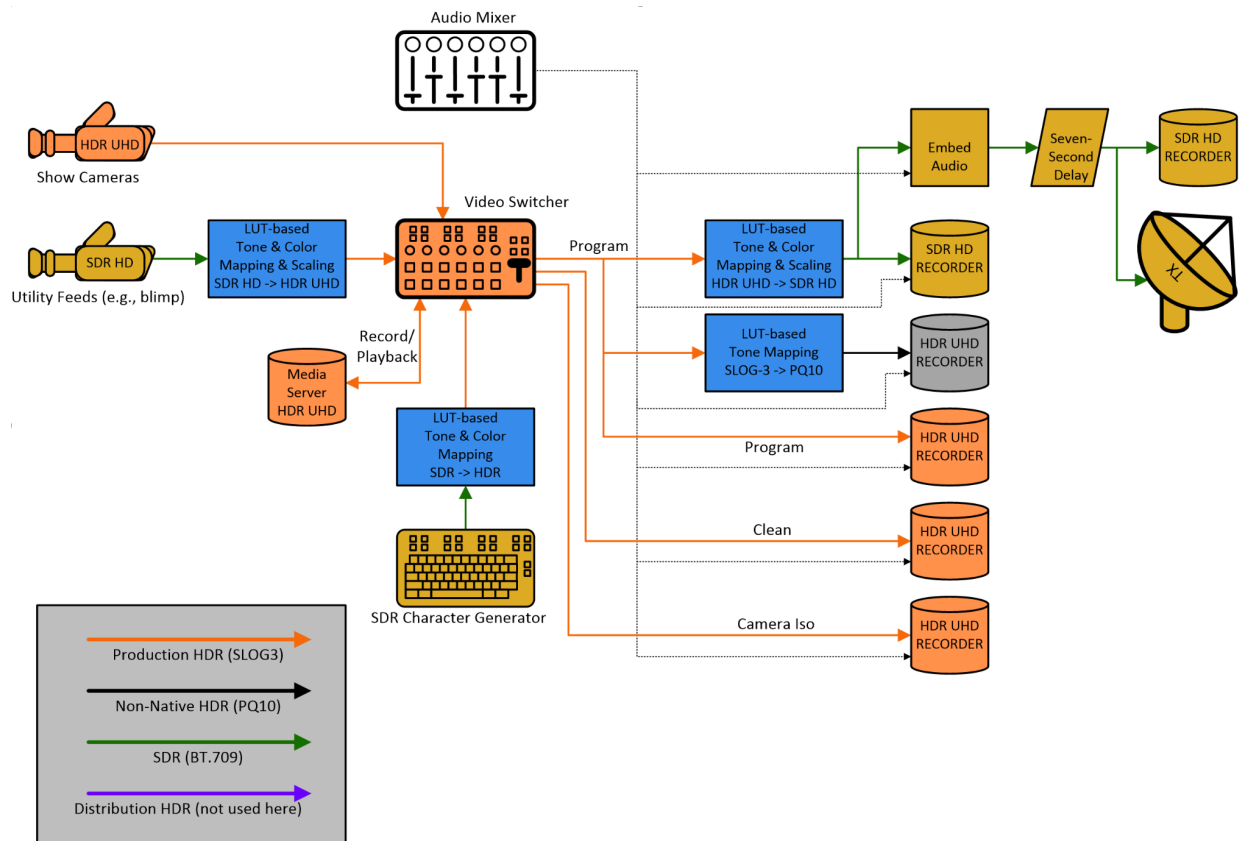 Audio Mixer
HDR UHD
Show Cameras
SDR HD
Utility Feeds (e.g., blimp)
LUT-based
Tone & Color
Mapping & Scaling
SDR HD -> HDR UHD
Video Switcher
Record/
Playback
Media
Server
HDR UHD
LUT-based
Tone & Color
Mapping
SDR -> HDR
SDR Character Generator
Program
LUT-based
Tone & Color
Mapping & Scaling
HDR UHD -> SDR HD
LUT-based
Tone Mapping
SLOG-3 -> PQ10
Embed
Audio
Seven-
Second
Delay
SDR HD
RECORDER
TX
SDR HD
RECORDER
HDR UHD
RECORDER
Program
HDR UHD
RECORDER
Clean
HDR UHD
RECORDER
Camera Iso
HDR UHD
RECORDER
Production HDR (SLOG3)
Non-Native HDR (PQ10)
SDR (BT.709)
Distribution HDR (not used here)